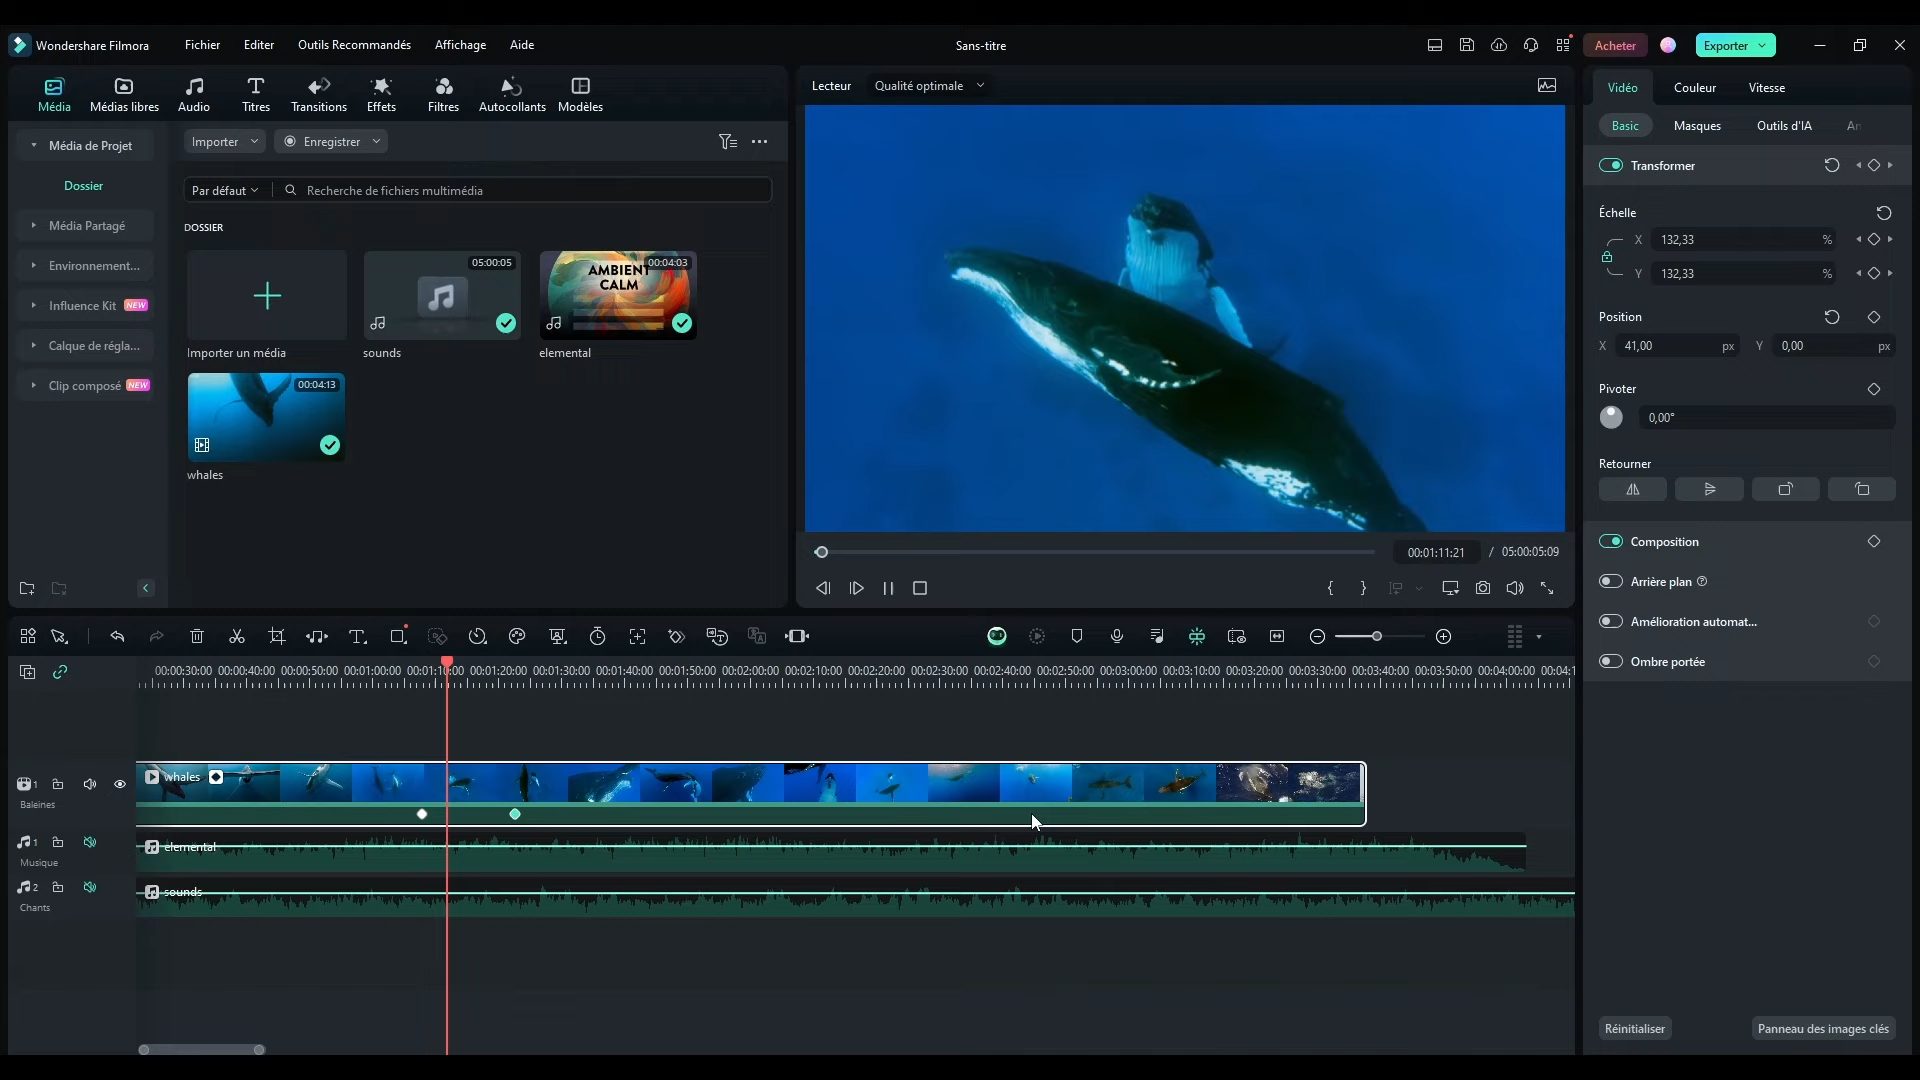 Wondershare Filmora
Fichier
Editer
Outils Recommandés
Affichage
Aide
Sans-titre
Acheter
Exporter
Média
Médias libres
Audio
Titres
Transitions
Effets
Filtres
Autocollants
Modèles
Lecteur
Qualité optimale
Vidéo
Couleur
Vitesse
Média de Projet
Importer
Enregistrer
Basic
Masques
Outils d'IA
An
Transformer
Dossier
Par défaut
Recherche de fichiers multimédia
Média Partagé
DOSSIER
Échelle
X 132,33 %
Y 132,33 %
Environnement...
05:00:05
AMBIENT
CALM
00:04:03
Influence Kit NEW
Position
X 41,00 px Y 0,00 px
Calque de régla...
Importer un média
sounds
elemental
Clip composé NEW
00:04:13
Pivoter
0,00°
whales
Retourner
Composition
00:01:11:21 / 05:00:05:09
Arrière plan
Amélioration automat...
Ombre portée
00:00:30:00 00:00:40:00 00:00:50:00 00:01:00:00 00:01:10:00 00:01:20:00 00:01:30:00 00:01:40:00 00:01:50:00 00:02:00:00 00:02:10:00 00:02:20:00 00:02:30:00 00:02:40:00 00:02:50:00 00:03:00:00 00:03:10:00 00:03:20:00 00:03:30:00 00:03:40:00 00:03:50:00 00:04:00:00 00:04:1
1
whales
Baleines
1
elemental
Musique
2
sounds
Chants
Réinitialiser
Panneau des images clés